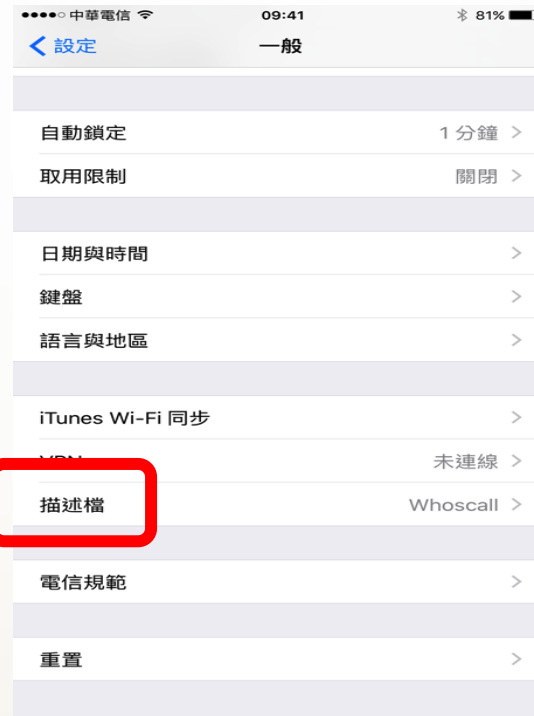 中華電信 09:41 81%
設定 一般
自動鎖定 1 分鐘
取用限制 關閉
日期與時間
鍵盤
語言與地區
iTunes Wi-Fi 同步
VPN 未連線
描述檔 Whoscall
電信規範
重置